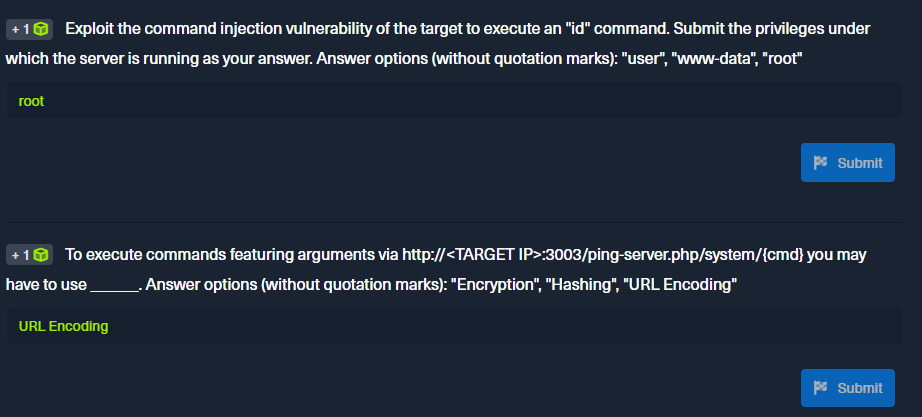 + 1 Exploit the command injection vulnerability of the target to execute an "id" command. Submit the privileges under
which the server is running as your answer. Answer options (without quotation marks): "user", "www-data", "root"
root
Submit
+ 1 To execute commands featuring arguments via http://<TARGET IP>:3003/ping-server.php/system/{cmd} you may
have to use ______. Answer options (without quotation marks): "Encryption", "Hashing", "URL Encoding"
URL Encoding
Submit